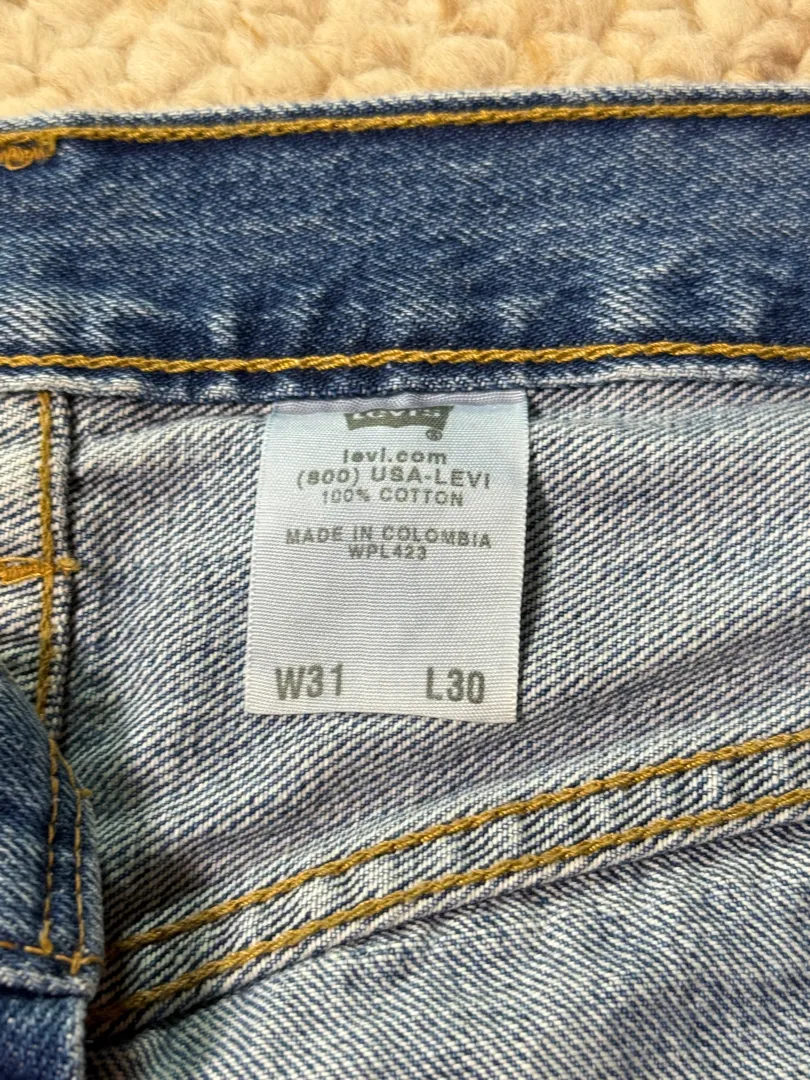 Levi's
®
levi.com
(800) USA-LEVI
100% COTTON
MADE IN COLOMBIA
WPL423
W31 L30